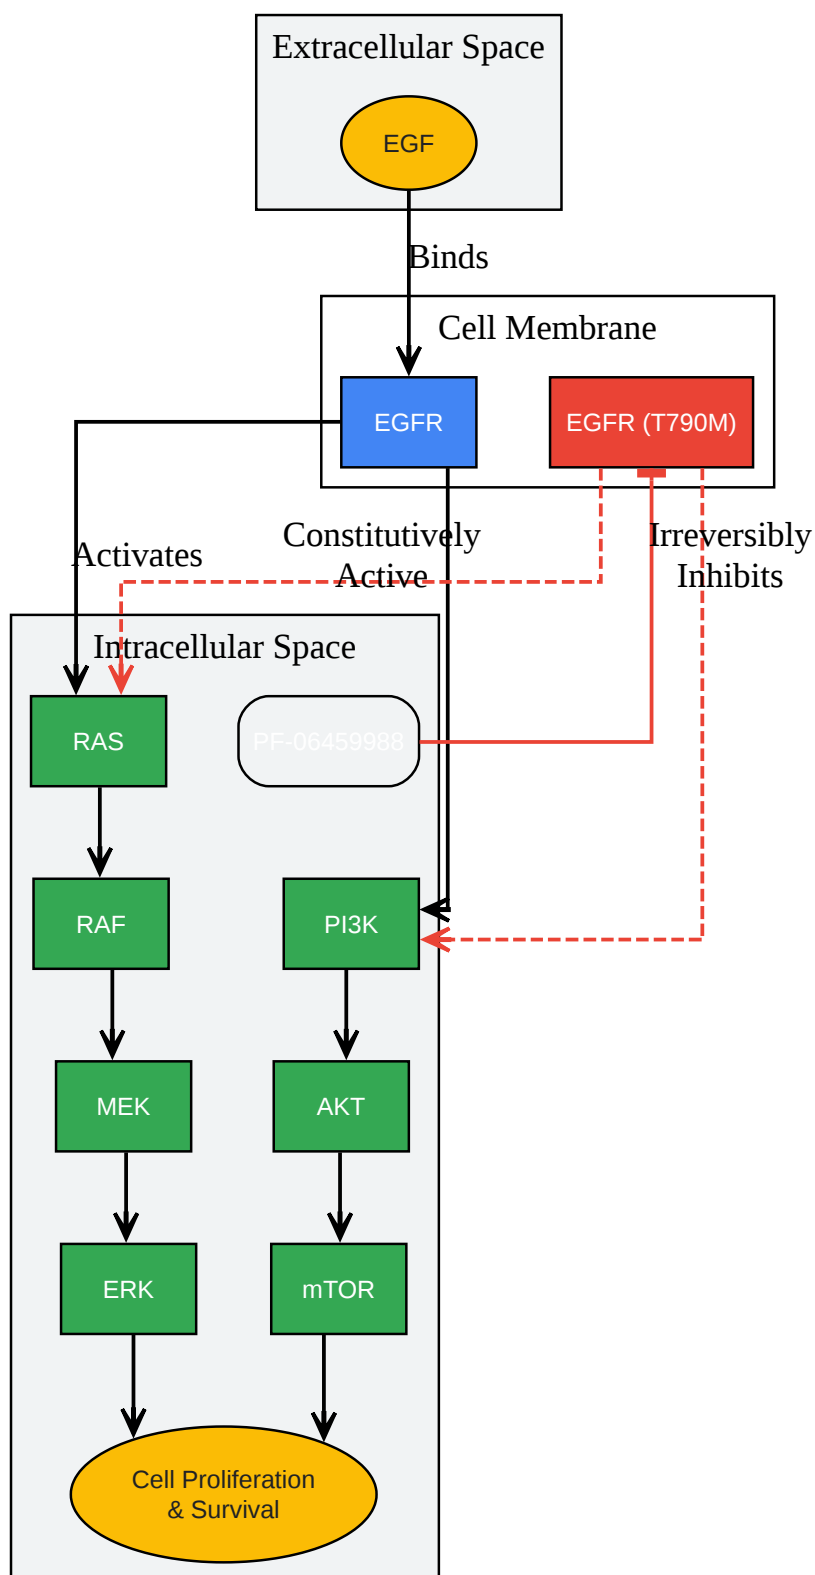 Extracellular Space
EGF
Binds
Cell Membrane
EGFR
EGFR (T790M)
Activates
Constitutively
Active
Irreversibly
Inhibits
Intracellular Space
RAS
PF-06459988
RAF
PI3K
MEK
AKT
ERK
mTOR
Cell Proliferation
& Survival